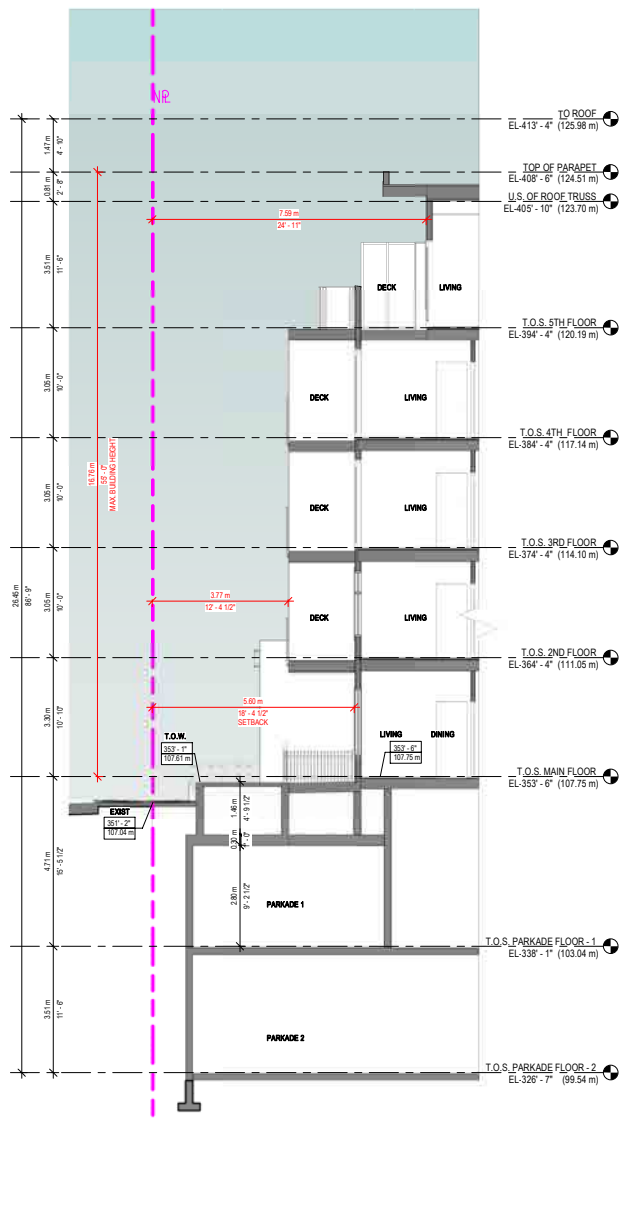 NPL
TO ROOF
EL-413' - 4" (125.98 m)
TOP OF PARAPET
EL-408' - 6" (124.51 m)
U.S. OF ROOF TRUSS
EL-405' - 10" (123.70 m)
1.47 m
4' - 10"
0.81 m
2' - 8"
7.59 m
24' - 11"
3.51 m
11' - 6"
DECK
LIVING
T.O.S. 5TH FLOOR
EL-394' - 4" (120.19 m)
3.05 m
10' - 0"
DECK
LIVING
T.O.S. 4TH FLOOR
EL-384' - 4" (117.14 m)
16.76 m
55' - 0"
MAX. BUILDING HEIGHT
3.05 m
10' - 0"
DECK
LIVING
T.O.S. 3RD FLOOR
EL-374' - 4" (114.10 m)
26.45 m
86' - 9"
3.05 m
10' - 0"
3.77 m
12' - 4 1/2"
DECK
LIVING
T.O.S. 2ND FLOOR
EL-364' - 4" (111.05 m)
3.30 m
10' - 10"
5.60 m
18' - 4 1/2"
SETBACK
T.O.W.
353' - 1"
107.61 m
LIVING
DINING
353' - 6"
107.75 m
T.O.S. MAIN FLOOR
EL-353' - 6" (107.75 m)
EXIST
351' - 2"
107.04 m
1.46 m
4' - 9 1/2"
0.30 m
1' - 0"
4.71 m
15' - 5 1/2"
2.80 m
9' - 2 1/2"
PARKADE 1
T.O.S. PARKADE FLOOR - 1
EL-338' - 1" (103.04 m)
3.51 m
11' - 6"
PARKADE 2
T.O.S. PARKADE FLOOR - 2
EL-326' - 7" (99.54 m)